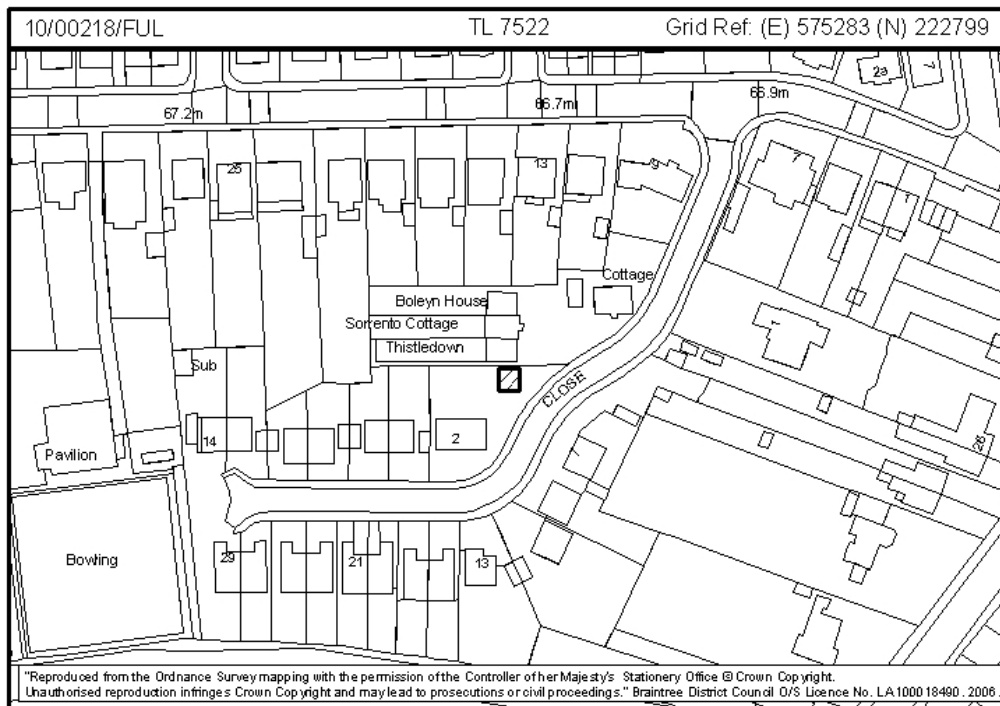 10/00218/FUL TL 7522 Grid Ref: (E) 575283 (N) 222799
2a
7
67.2m
66.7m
66.9m
25
13
9
7
1
Cottage
Boleyn House
Sorrento Cottage
Thistledown
1
Sub
CLOSE
14
2
26
Pavilion
1
Bowling
29
21
13
"Reproduced from the Ordnance Survey mapping with the permission of the Controller of her Majesty's Stationery Office © Crown Copyright.
Unauthorised reproduction infringes Crown Copyright and may lead to prosecutions or civil proceedings." Braintree District Council O/S Licence No. LA 100018490. 2006.